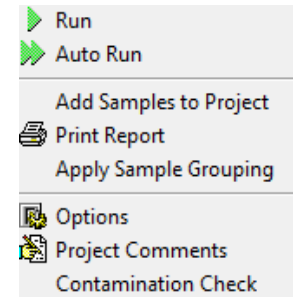 Run
Auto Run
Add Samples to Project
Print Report
Apply Sample Grouping
Options
Project Comments
Contamination Check